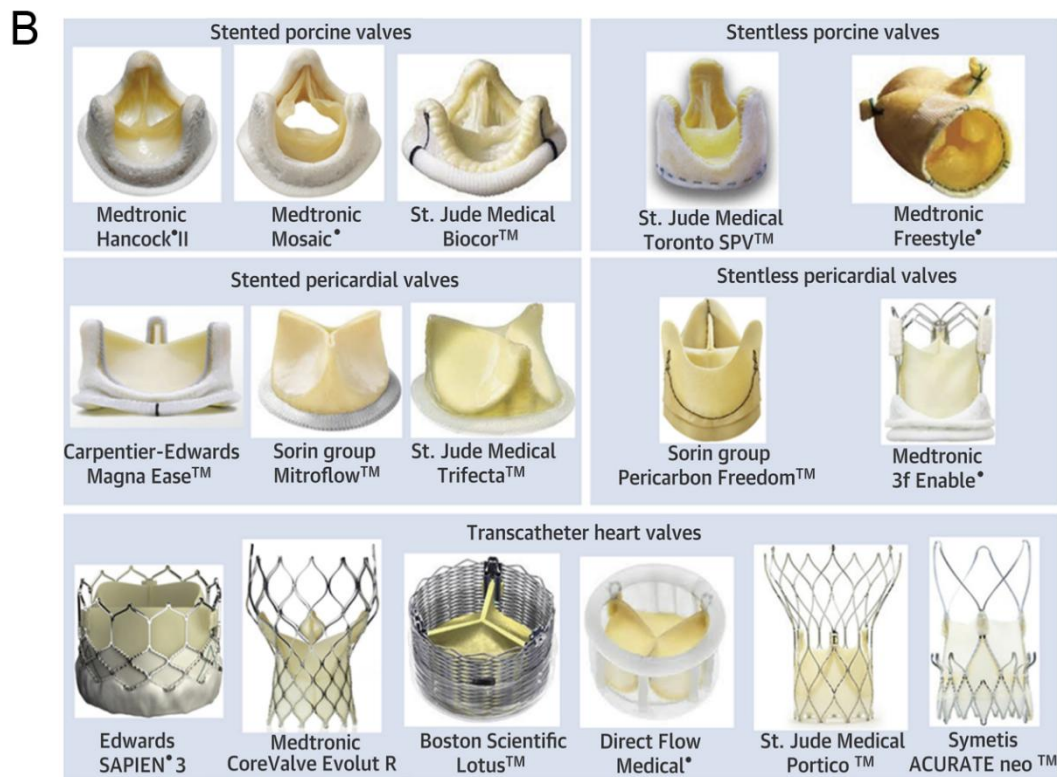 B
Stented porcine valves
Medtronic
Hancock•II
Medtronic
Mosaic•
St. Jude Medical
Biocor™
Stentless porcine valves
St. Jude Medical
Toronto SPV™
Medtronic
Freestyle•
Stented pericardial valves
Carpentier-Edwards
Magna Ease™
Sorin group
Mitroflow™
St. Jude Medical
Trifecta™
Stentless pericardial valves
Sorin group
Pericarbon Freedom™
Medtronic
3f Enable•
Transcatheter heart valves
Edwards
SAPIEN•3
Medtronic
CoreValve Evolut R
Boston Scientific
Lotus™
Direct Flow
Medical•
St. Jude Medical
Portico ™
Symetis
ACURATE neo ™